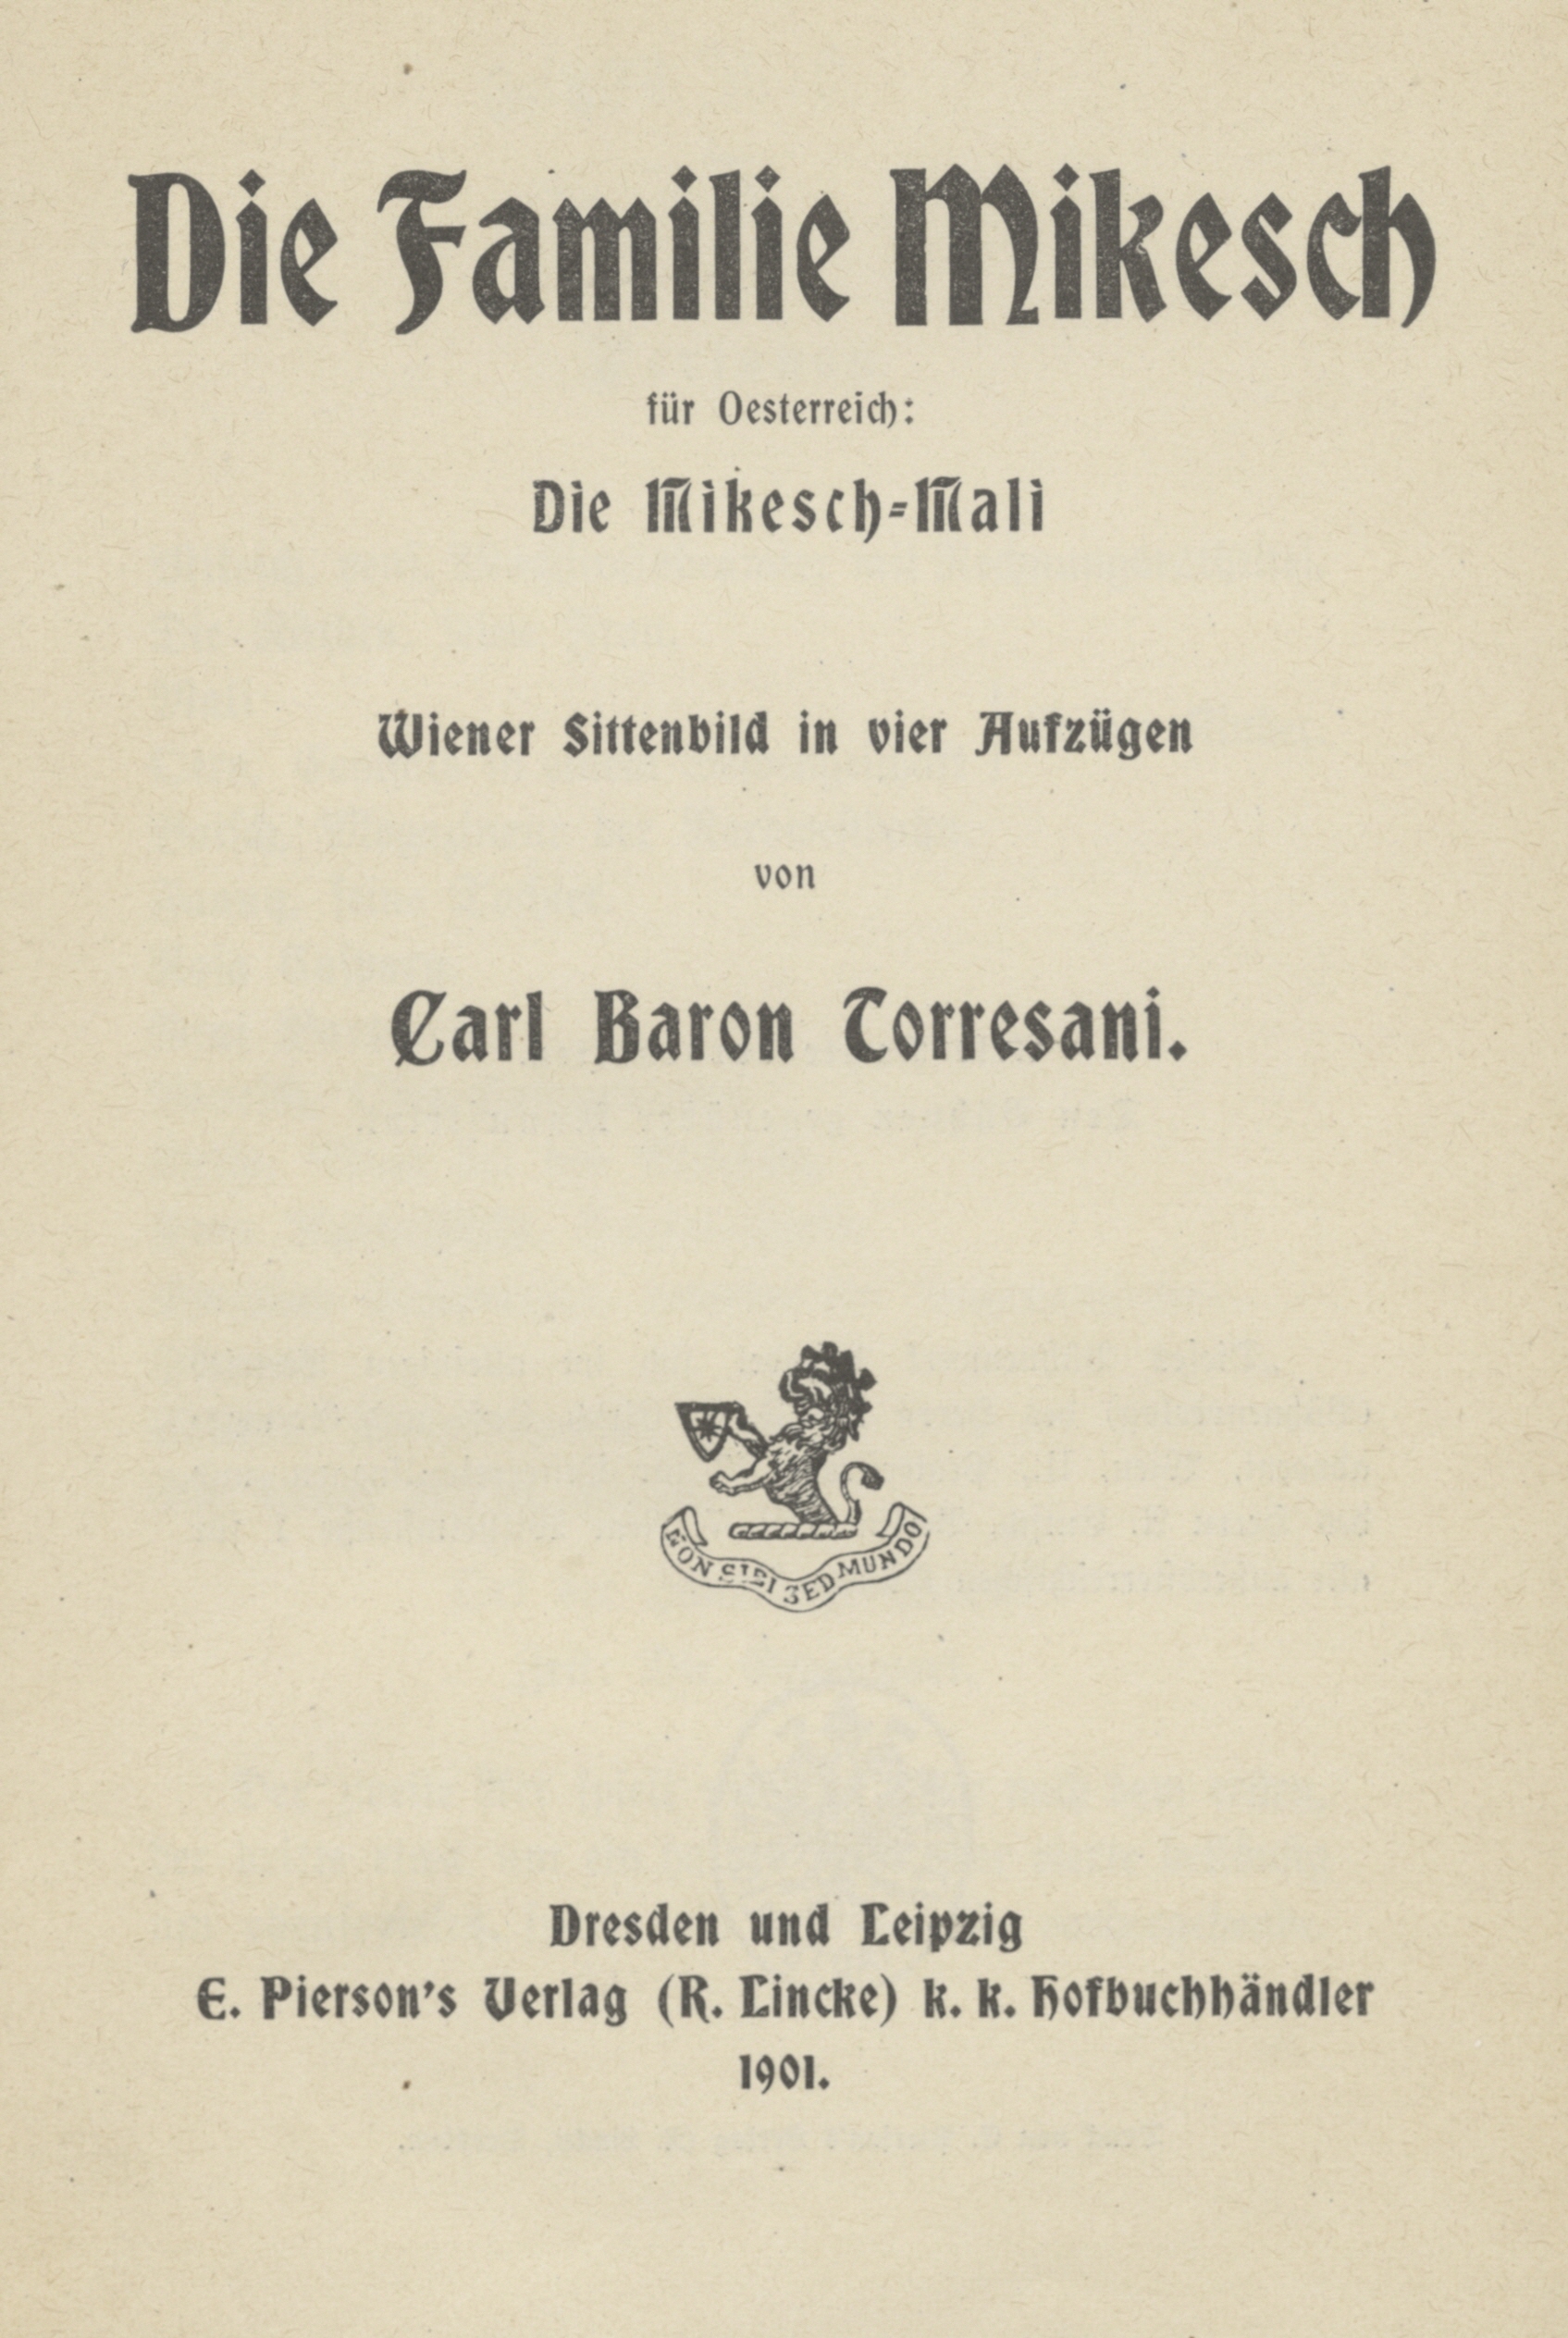 Die Familie Mikesch
für Oesterreich:
Die Mikesch-Mali
Wiener Sittenbild in vier Aufzügen
von
Carl Baron Torresani.
NON SIBI SED MUNDO
Dresden und Leipzig
E. Pierson's Verlag (R. Lincke) k. k. Hofbuchhändler
1901.